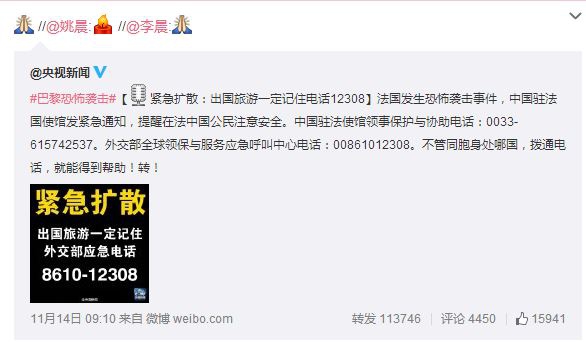 //@姚晨: //@李晨:
@央视新闻
#巴黎恐怖袭击#【紧急扩散：出国旅游一定记住电话12308】法国发生恐怖袭击事件，中国驻法
国使馆发紧急通知，提醒在法中国公民注意安全。中国驻法使馆领事保护与协助电话：0033-
615742537。外交部全球领保与服务应急呼叫中心电话：00861012308。不管同胞身处哪国，拨通电
话，就能得到帮助！转！
紧急扩散
出国旅游一定记住
外交部应急电话
8610-12308
11月14日 09:10 来自 微博 weibo.com 转发 113746 评论 4450 15941